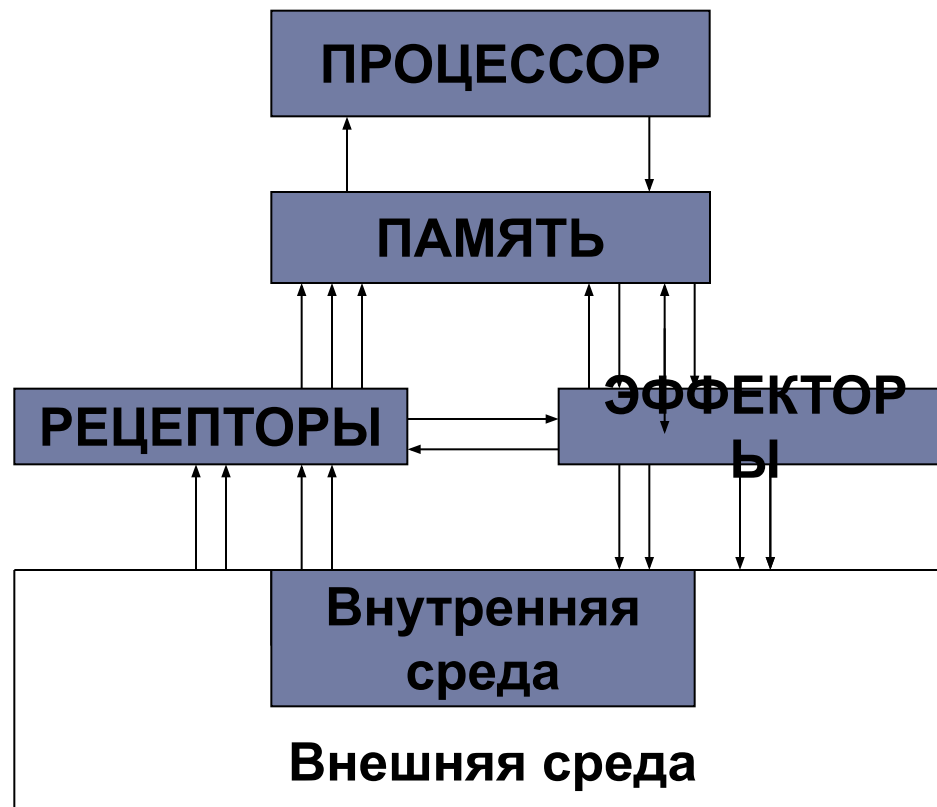 ПРОЦЕССОР
ПАМЯТЬ
РЕЦЕПТОРЫ
ЭФФЕКТОР
Ы
Внутренняя
среда
Внешняя среда